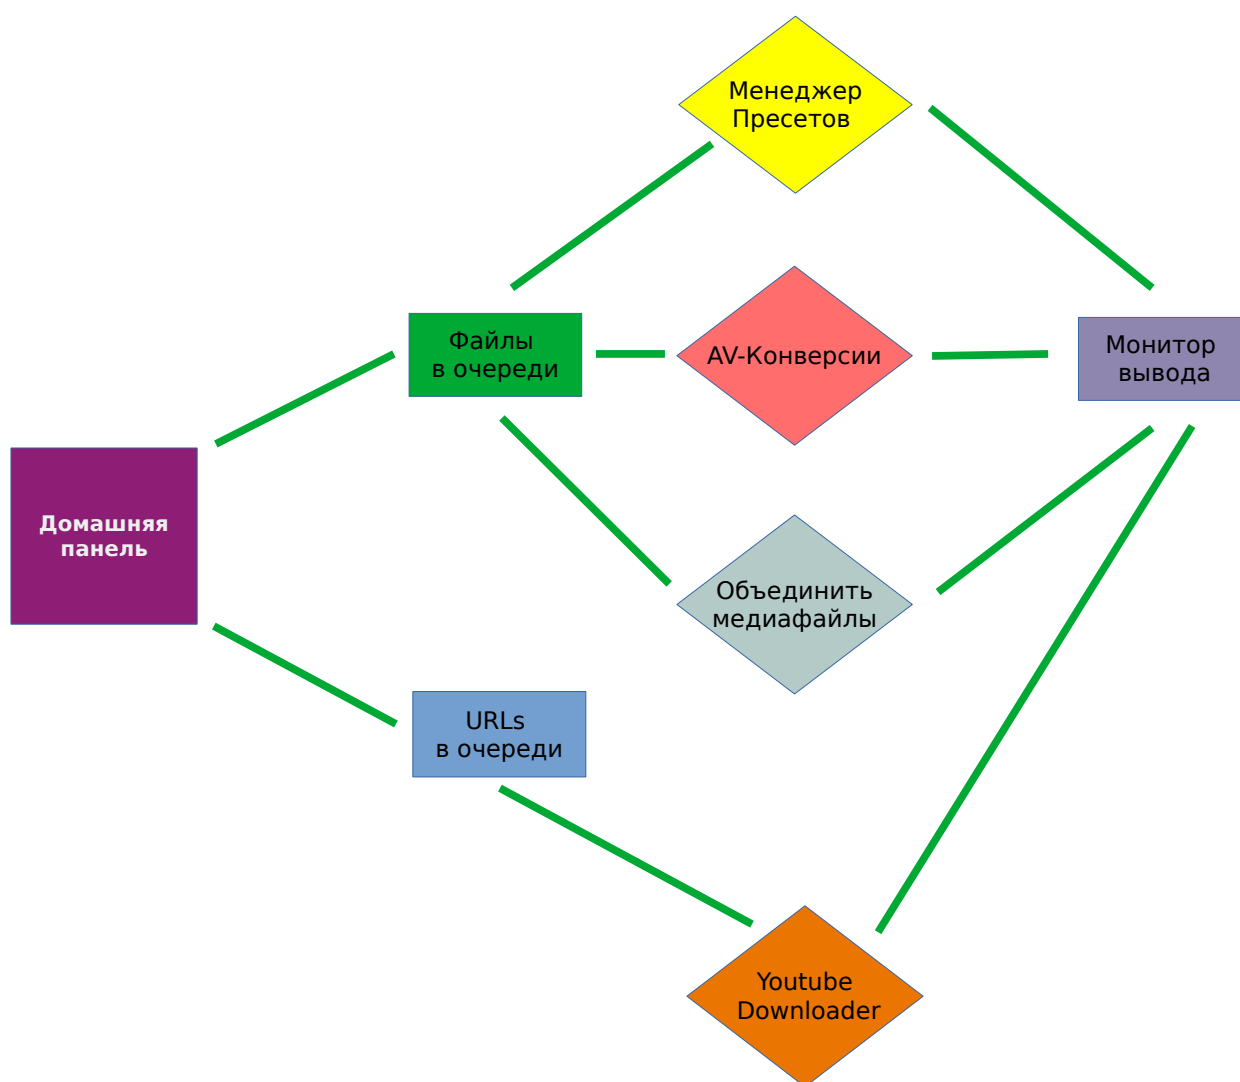 Менеджер
Пресетов
Файлы
в очереди
AV-Конверсии
Монитор
вывода
Домашняя
панель
Объединить
медиафайлы
URLs
в очереди
Youtube
Downloader